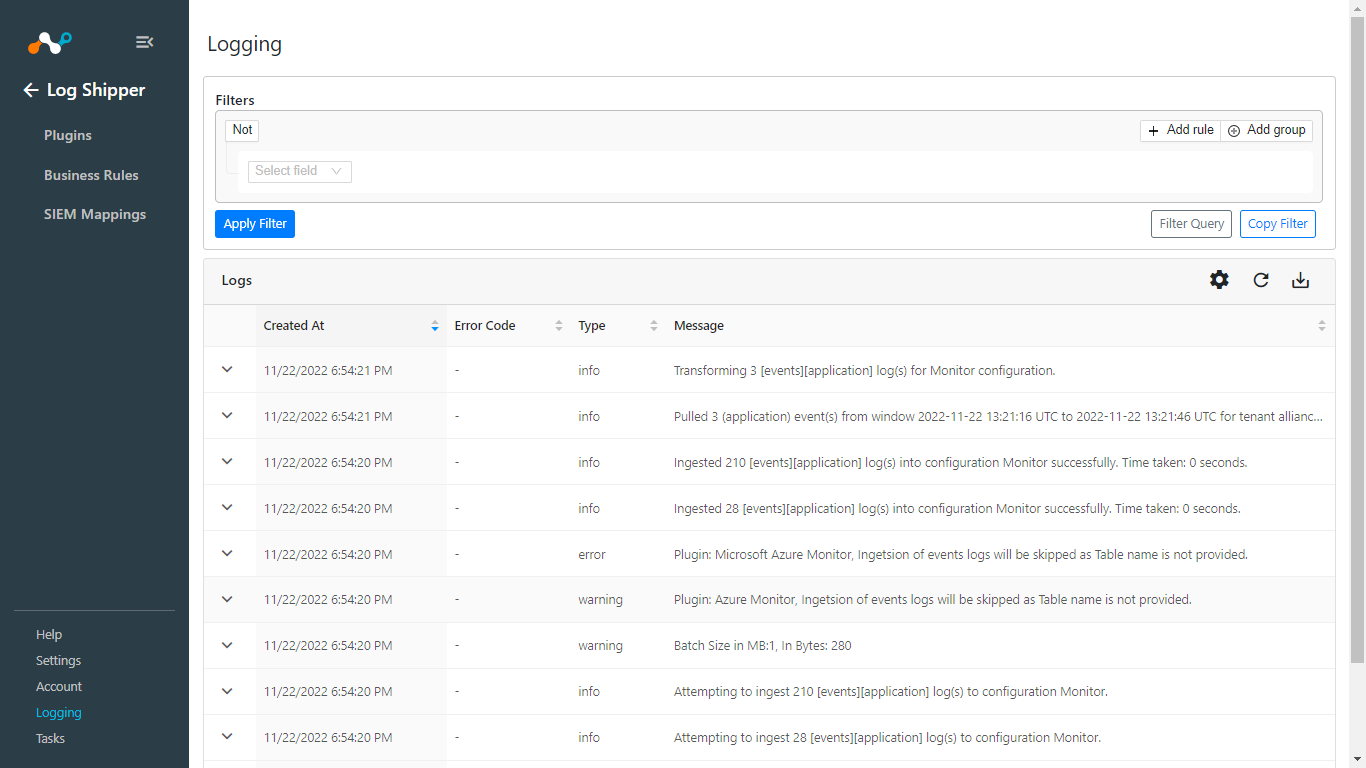 Log Shipper
Plugins
Business Rules
SIEM Mappings
Help
Settings
Account
Logging
Tasks
Logging
Filters
Not
Add rule
Add group
Select field
Apply Filter
Filter Query
Copy Filter
Logs
Created At Error Code Type Message
11/22/2022 6:54:21 PM - info Transforming 3 [events][application] log(s) for Monitor configuration.
11/22/2022 6:54:21 PM - info Pulled 3 (application) event(s) from window 2022-11-22 13:21:16 UTC to 2022-11-22 13:21:46 UTC for tenant allianc...
11/22/2022 6:54:20 PM - info Ingested 210 [events][application] log(s) into configuration Monitor successfully. Time taken: 0 seconds.
11/22/2022 6:54:20 PM - info Ingested 28 [events][application] log(s) into configuration Monitor successfully. Time taken: 0 seconds.
11/22/2022 6:54:20 PM - error Plugin: Microsoft Azure Monitor, Ingetsion of events logs will be skipped as Table name is not provided.
11/22/2022 6:54:20 PM - warning Plugin: Azure Monitor, Ingetsion of events logs will be skipped as Table name is not provided.
11/22/2022 6:54:20 PM - warning Batch Size in MB:1, In Bytes: 280
11/22/2022 6:54:20 PM - info Attempting to ingest 210 [events][application] log(s) to configuration Monitor.
11/22/2022 6:54:20 PM - info Attempting to ingest 28 [events][application] log(s) to configuration Monitor.